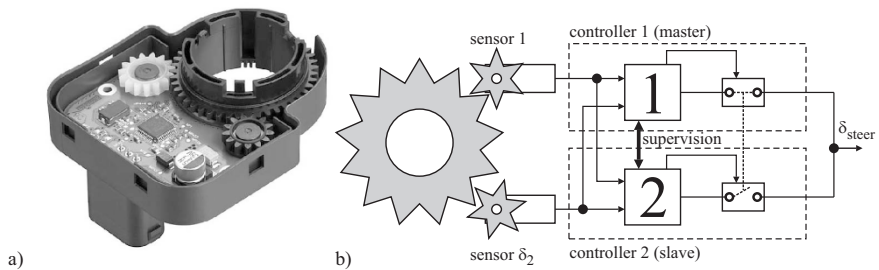 sensor 1
controller 1 (master)
1
supervision
δsteer
2
sensor δ2
controller 2 (slave)
a)
b)